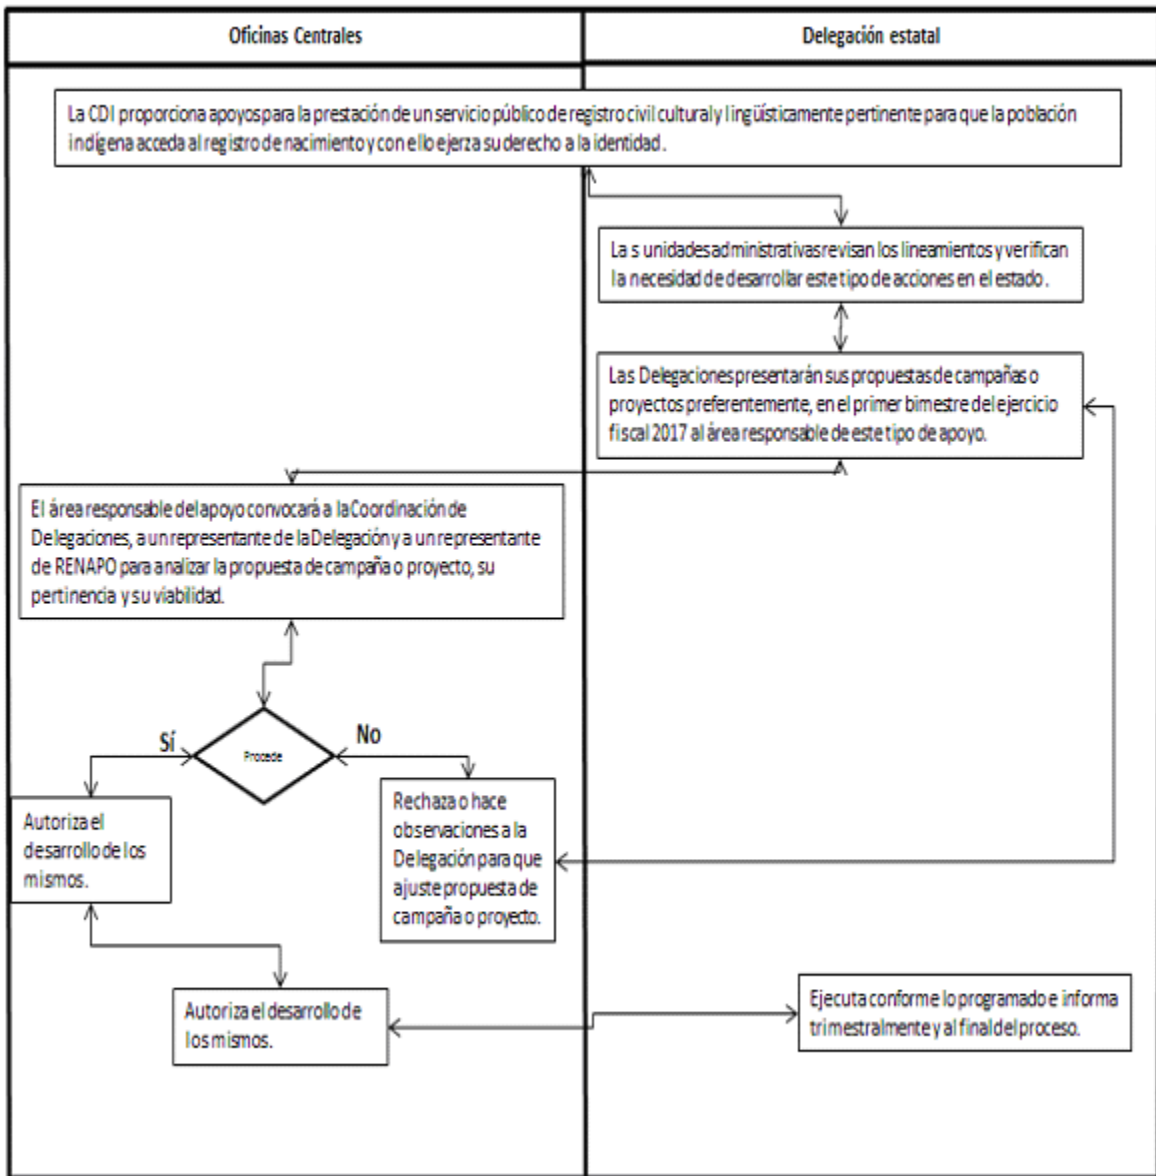 Oficinas Centrales
Delegación estatal
La CDI proporciona apoyos para la prestación de un servicio público de registro civil cultural y lingüísticamente pertinente para que la población
indígena acceda al registro de nacimiento y con ello ejerza su derecho a la identidad.
La s unidades administrativas revisan los lineamientos y verifican
la necesidad de desarrollar este tipo de acciones en el estado.
Las Delegaciones presentarán sus propuestas de campañas o
proyectos preferentemente, en el primer bimestre del ejercicio
fiscal 2017 al área responsable de este tipo de apoyo.
El área responsable del apoyo convocará a la Coordinación de
Delegaciones, a un representante de la Delegación y a un representante
de RENAPO para analizar la propuesta de campaña o proyecto, su
pertinencia y su viabilidad.
Sí
Procede
No
Autoriza el
desarrollo de los
mismos.
Rechaza o hace
observaciones a la
Delegación para que
ajuste propuesta de
campaña o proyecto.
Autoriza el desarrollo de
los mismos.
Ejecuta conforme lo programado e informa
trimestralmente y al final del proceso.